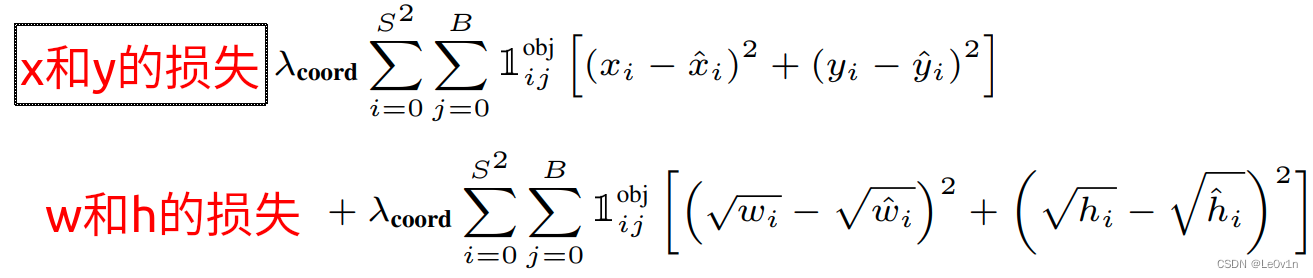 x和y的损失 λ_coord ∑_{i=0}^{S^2} ∑_{j=0}^{B} 𝟙_{ij}^{obj} [(x_i − x̂_i)^2 + (y_i − ŷ_i)^2]
w和h的损失 + λ_coord ∑_{i=0}^{S^2} ∑_{j=0}^{B} 𝟙_{ij}^{obj} [(√w_i − √ŵ_i)^2 + (√h_i − √ĥ_i)^2]
CSDN @Le0v1n